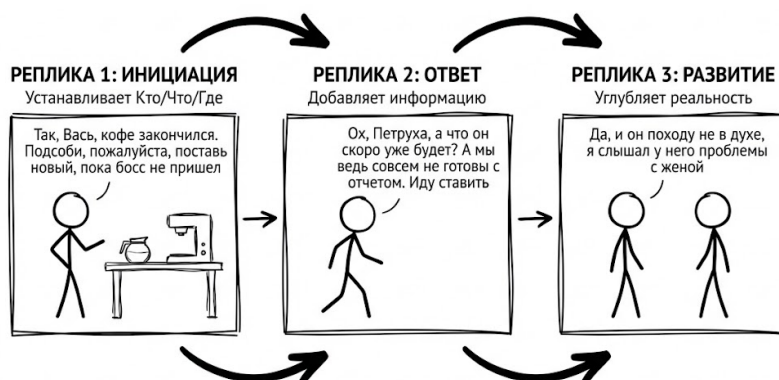 РЕПЛИКА 1: ИНИЦИАЦИЯ
Устанавливает Кто/Что/Где
Так, Вась, кофе закончился.
Подсоби, пожалуйста, поставь
новый, пока босс не пришел
РЕПЛИКА 2: ОТВЕТ
Добавляет информацию
Ох, Петруха, а что он
скоро уже будет? А мы
ведь совсем не готовы с
отчетом. Иду ставить
РЕПЛИКА 3: РАЗВИТИЕ
Углубляет реальность
Да, и он походу не в духе,
я слышал у него проблемы
с женой